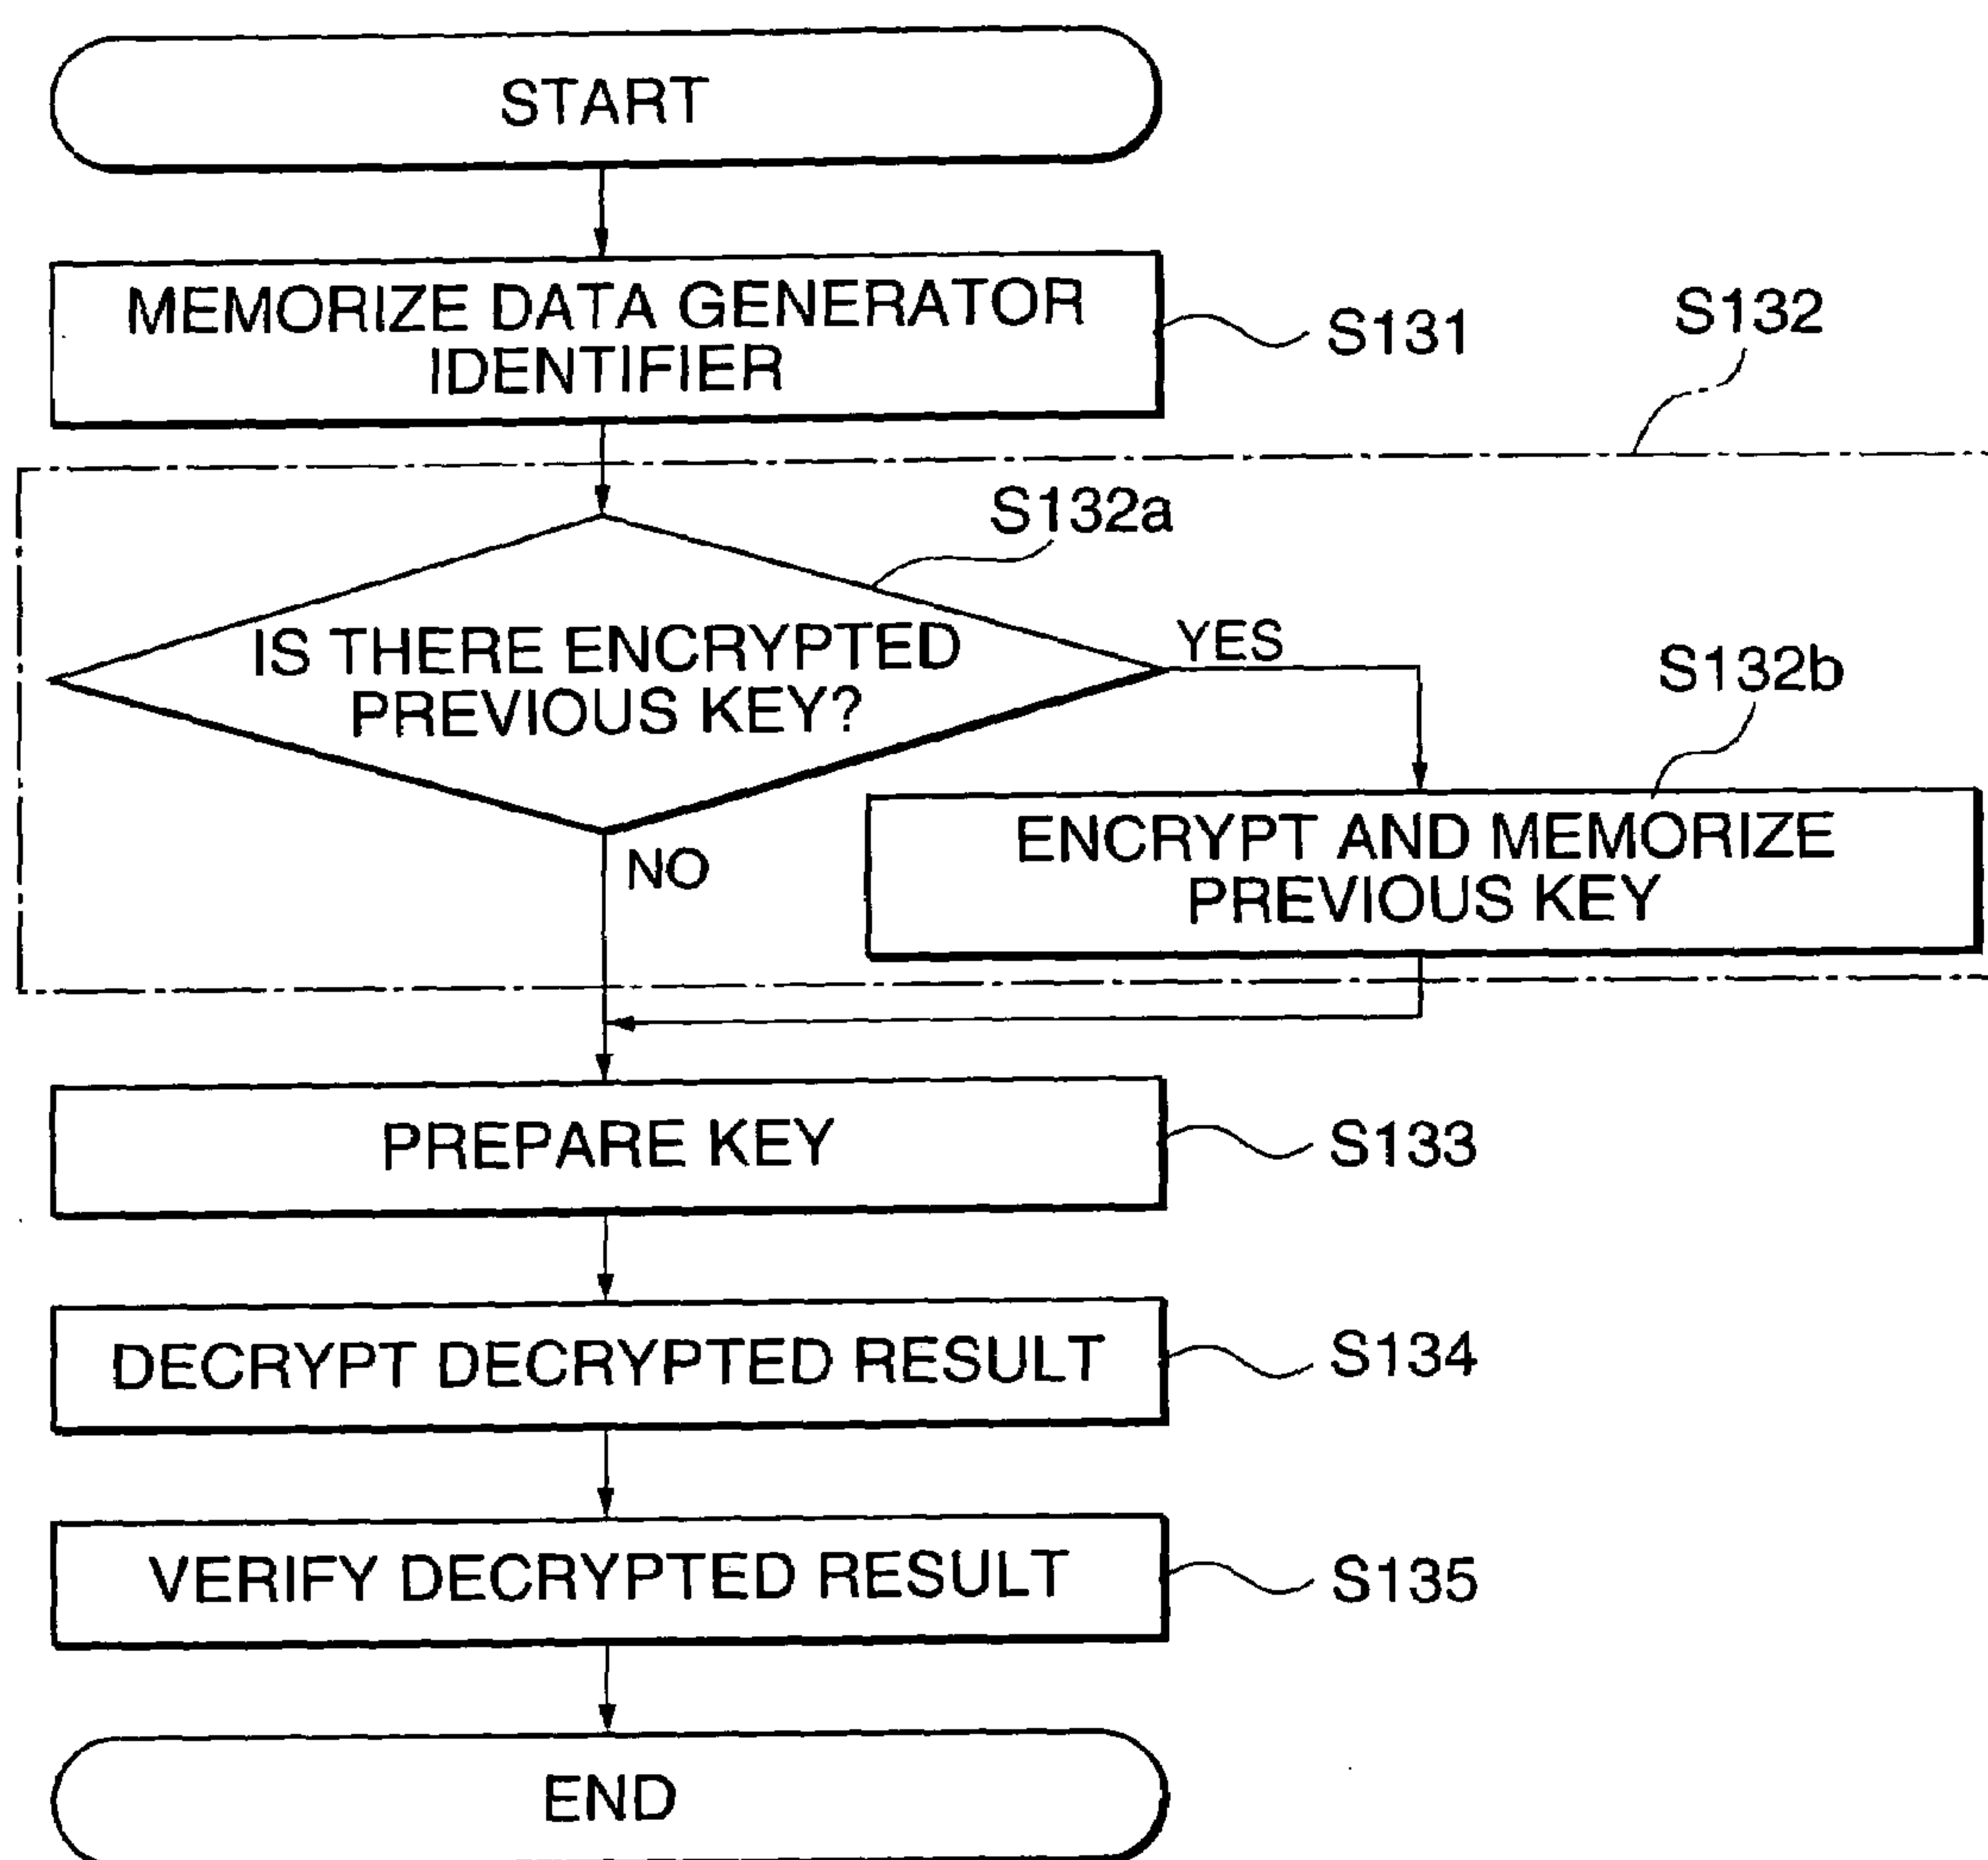 START
MEMORIZE DATA GENERATOR
IDENTIFIER
S131
S132
S132a
IS THERE ENCRYPTED
PREVIOUS KEY?
YES
S132b
NO
ENCRYPT AND MEMORIZE
PREVIOUS KEY
PREPARE KEY
S133
DECRYPT DECRYPTED RESULT
S134
VERIFY DECRYPTED RESULT
S135
END